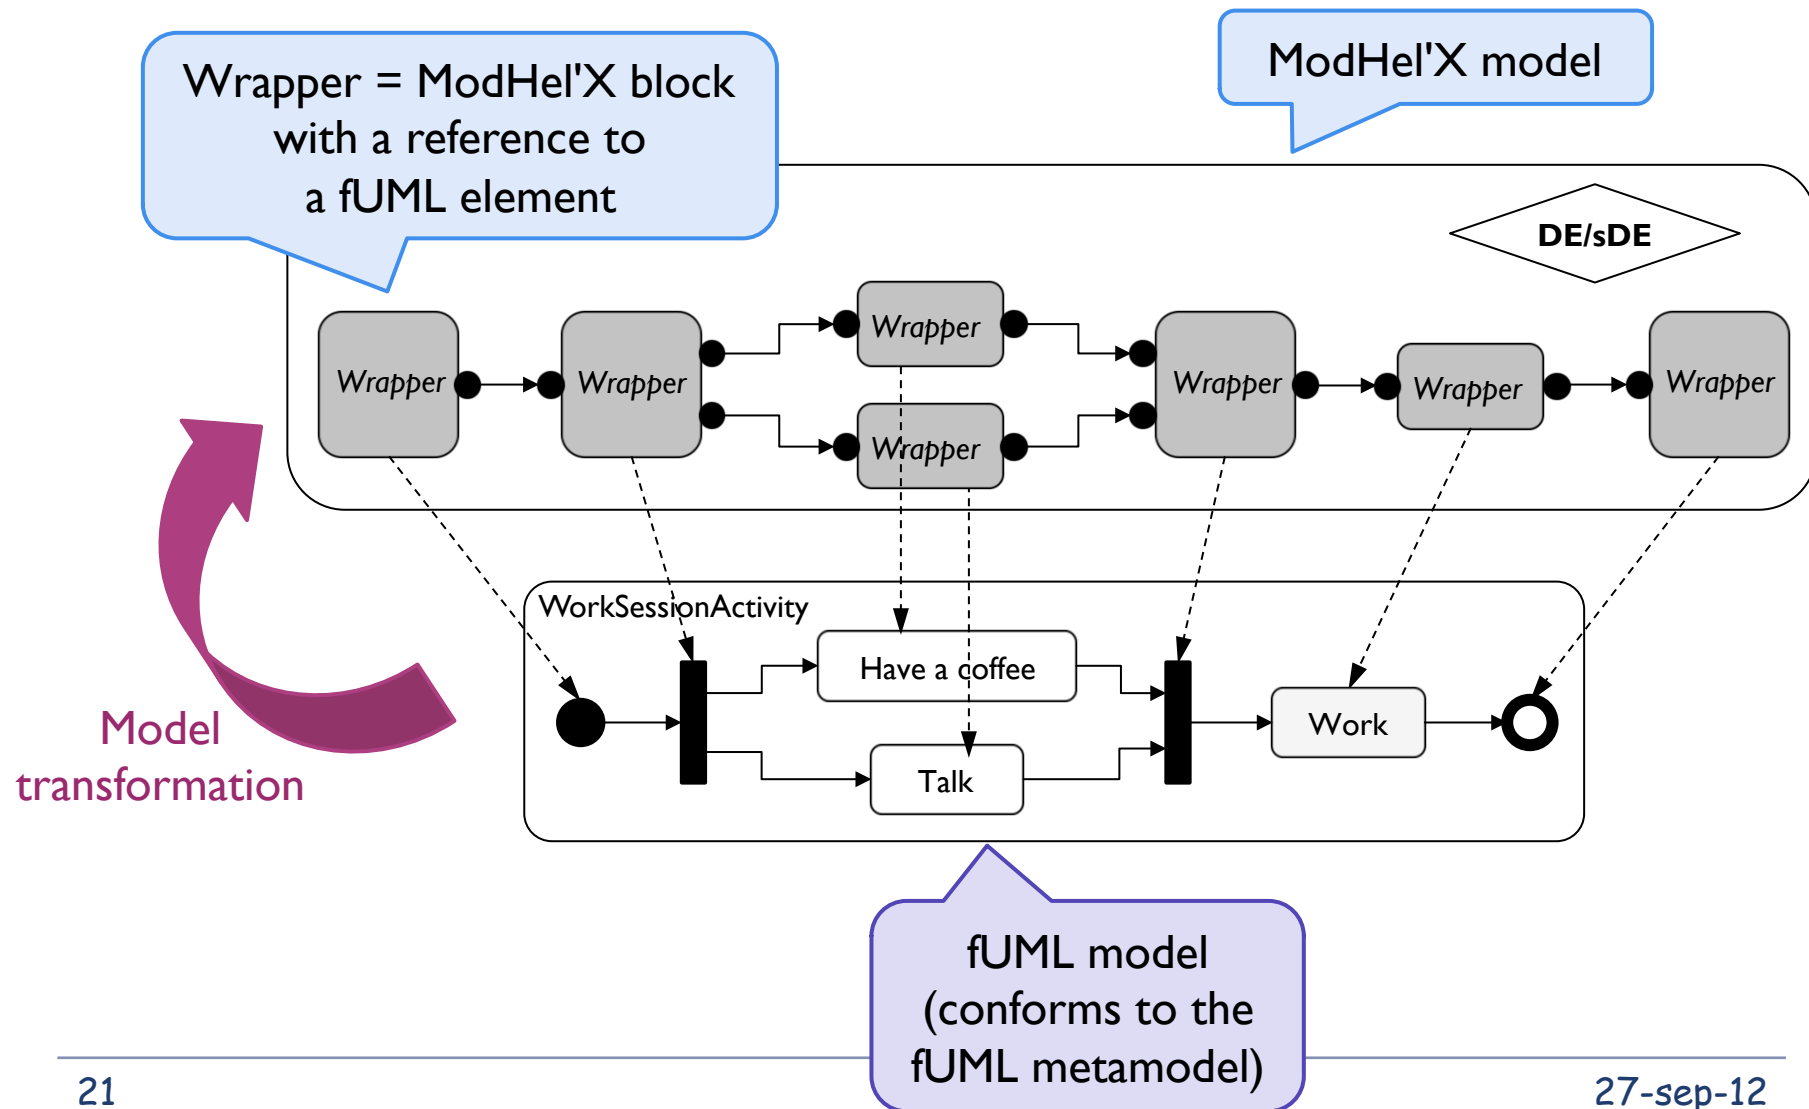 Wrapper = ModHel'X block
with a reference to
a fUML element
ModHel'X model
DE/sDE
Wrapper
Wrapper
Wrapper
Wrapper
Wrapper
Wrapper
Wrapper
WorkSessionActivity
Have a coffee
Talk
Work
Model
transformation
fUML model
(conforms to the
fUML metamodel)
21
27-sep-12